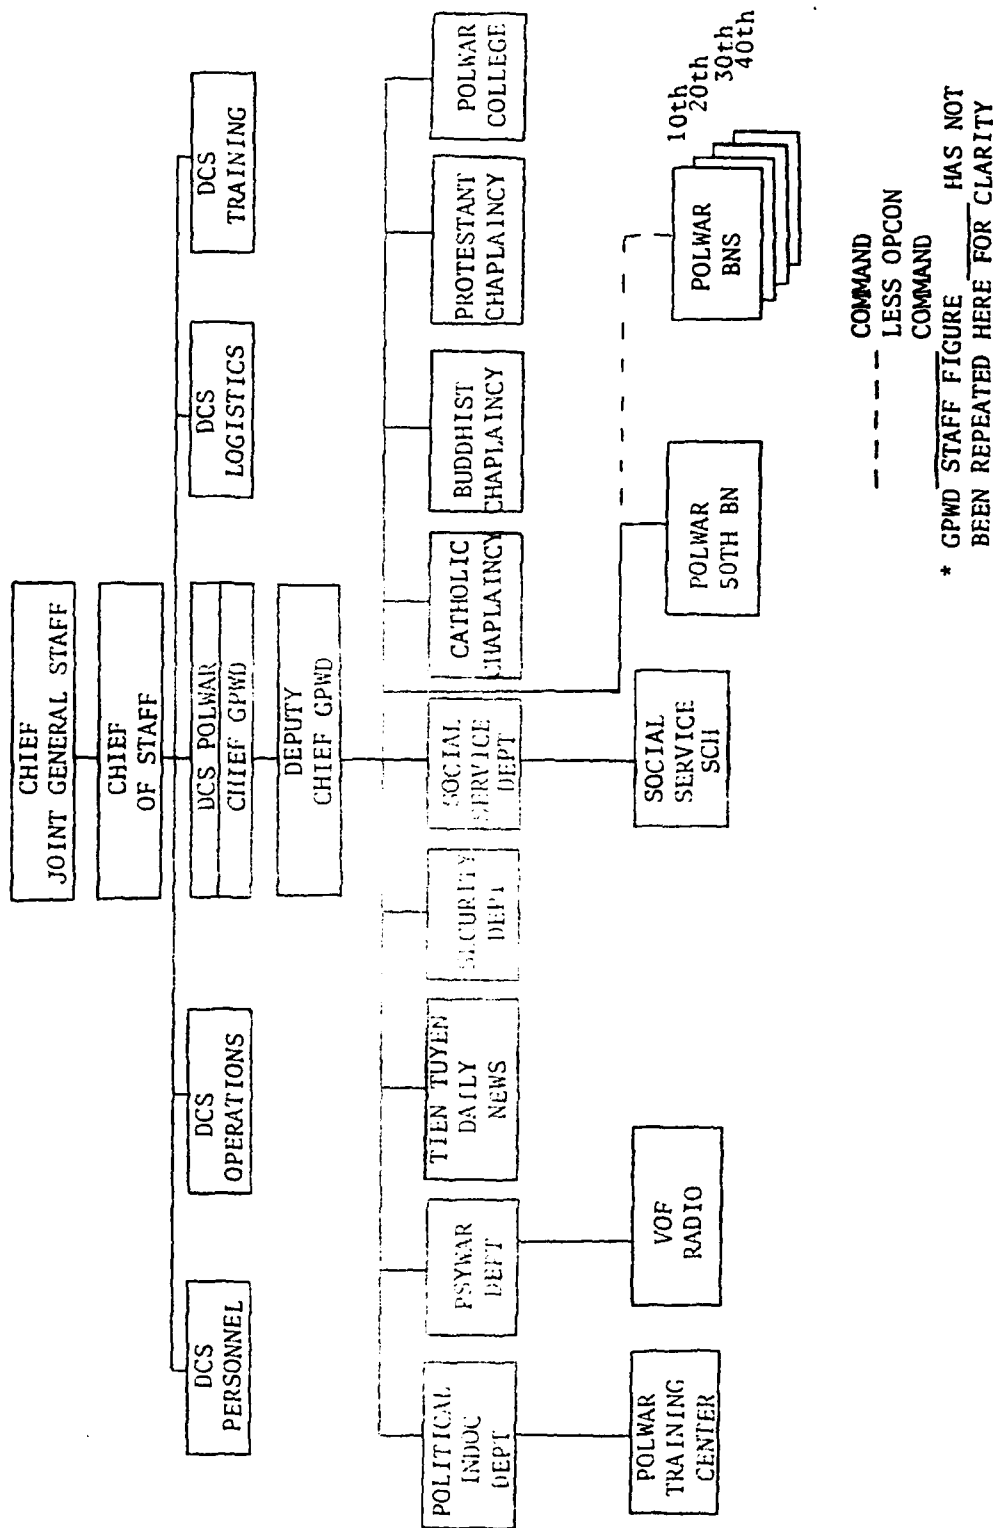 CHIEF
JOINT GENERAL STAFF
CHIEF
OF STAFF
DCS
PERSONNEL
DCS
OPERATIONS
DCS POLWAR
CHIEF GPWD
DCS
LOGISTICS
DCS
TRAINING
DEPUTY
CHIEF GPWD
POLITICAL
INDOC
DEPT
PSYWAR
DEPT
TIEN TUYEN
DAILY
NEWS
SECURITY
DEPT
SOCIAL
SERVICE
DEPT
CATHOLIC
CHAPLAINCY
BUDDHIST
CHAPLAINCY
PROTESTANT
CHAPLAINCY
POLWAR
COLLEGE
POLWAR
TRAINING
CENTER
VOF
RADIO
SOCIAL
SERVICE
SCH
POLWAR
50TH BN
POLWAR
BNS
10th
20th
30th
40th
COMMAND
LESS OPCON
COMMAND
* GPWD STAFF FIGURE HAS NOT
BEEN REPEATED HERE FOR CLARITY